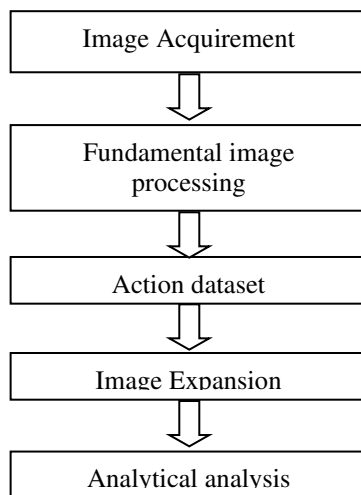 Image Acquirement
Fundamental image
processing
Action dataset
Image Expansion
Analytical analysis